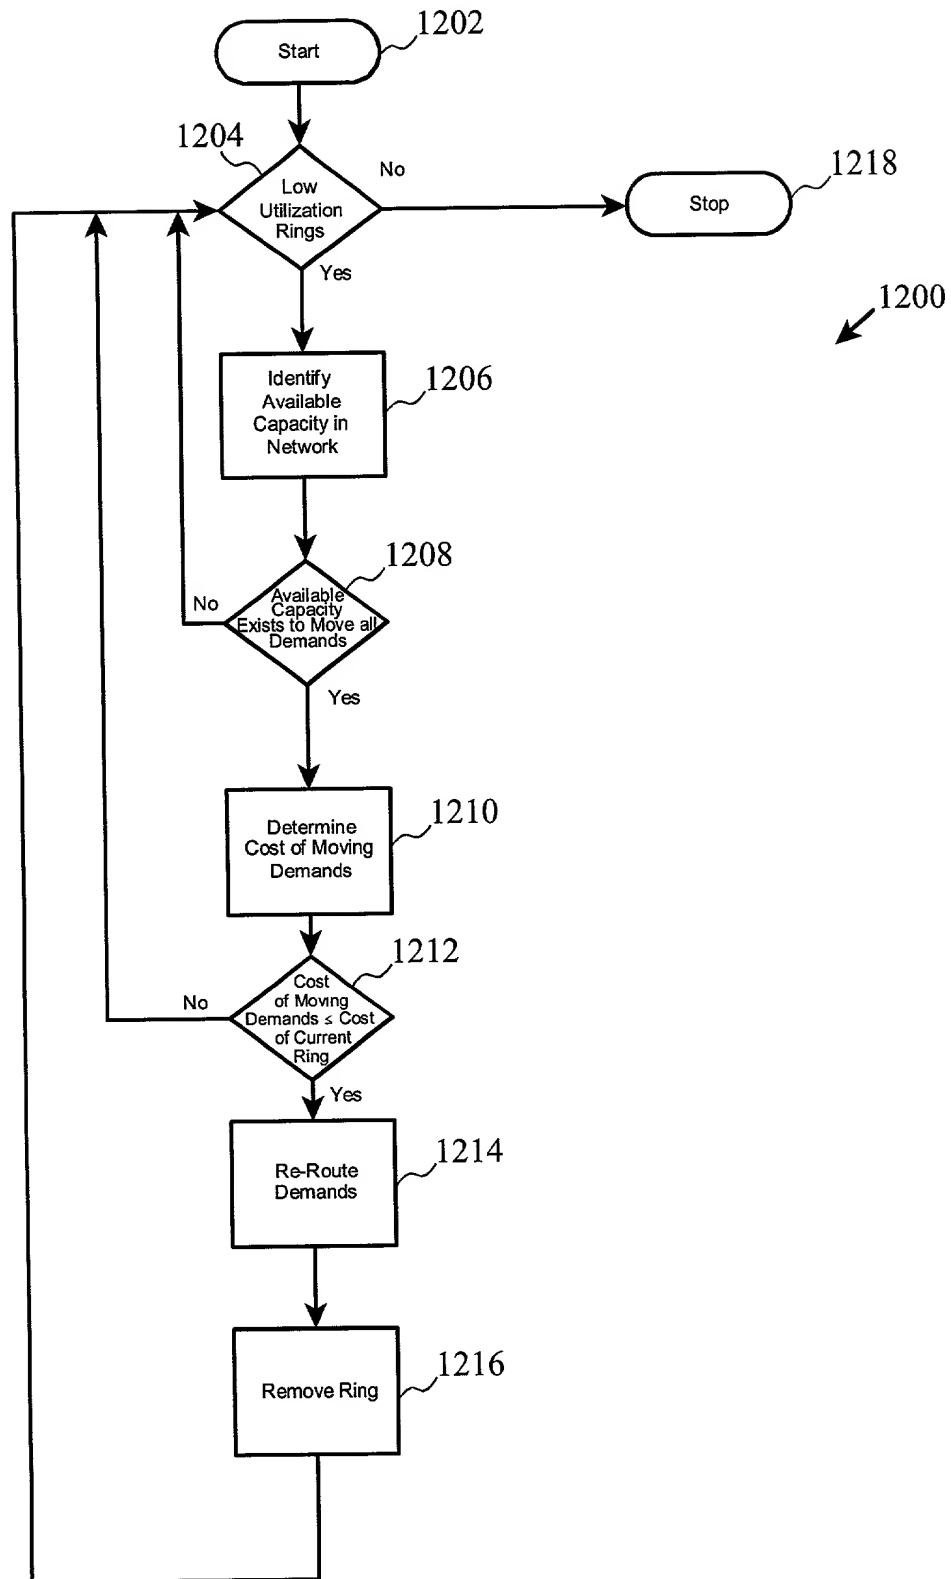 1202
Start
1204
No
Low
Utilization
Rings
1218
Stop
Yes
1200
Identify
Available
Capacity in
Network
1206
1208
No
Available
Capacity
Exists to Move all
Demands
Yes
Determine
Cost of Moving
Demands
1210
1212
No
Cost
of Moving
Demands ≤ Cost
of Current
Ring
Yes
Re-Route
Demands
1214
Remove Ring
1216